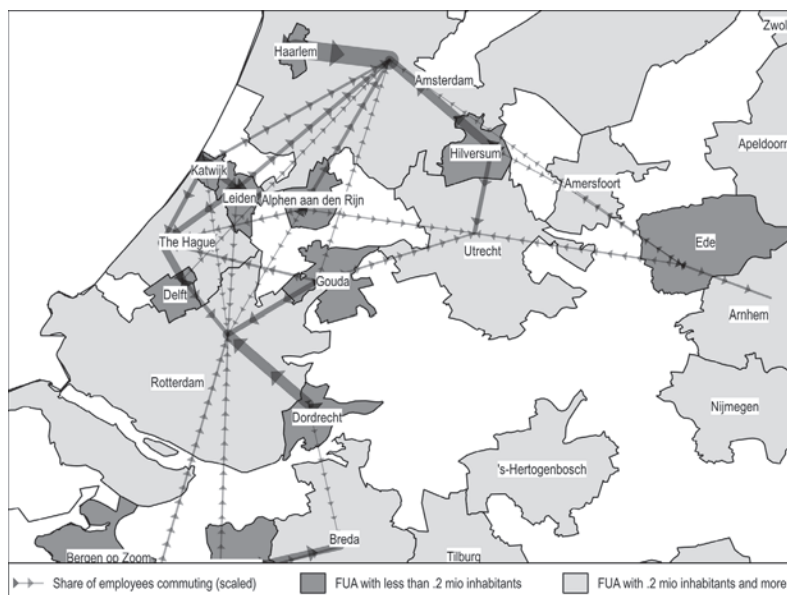 Zwol
Haarlem
Amsterdam
Apeldoorn
Hilversum
Katwijk
Amersfoort
Leiden
Alphen aan den Rijn
Ede
The Hague
Utrecht
Gouda
Delft
Arnhem
Rotterdam
Nijmegen
Dordrecht
's-Hertogenbosch
Breda
Bergen op Zoom
Tilburg
Share of employees commuting (scaled) FUA with less than .2 mio inhabitants FUA with .2 mio inhabitants and more